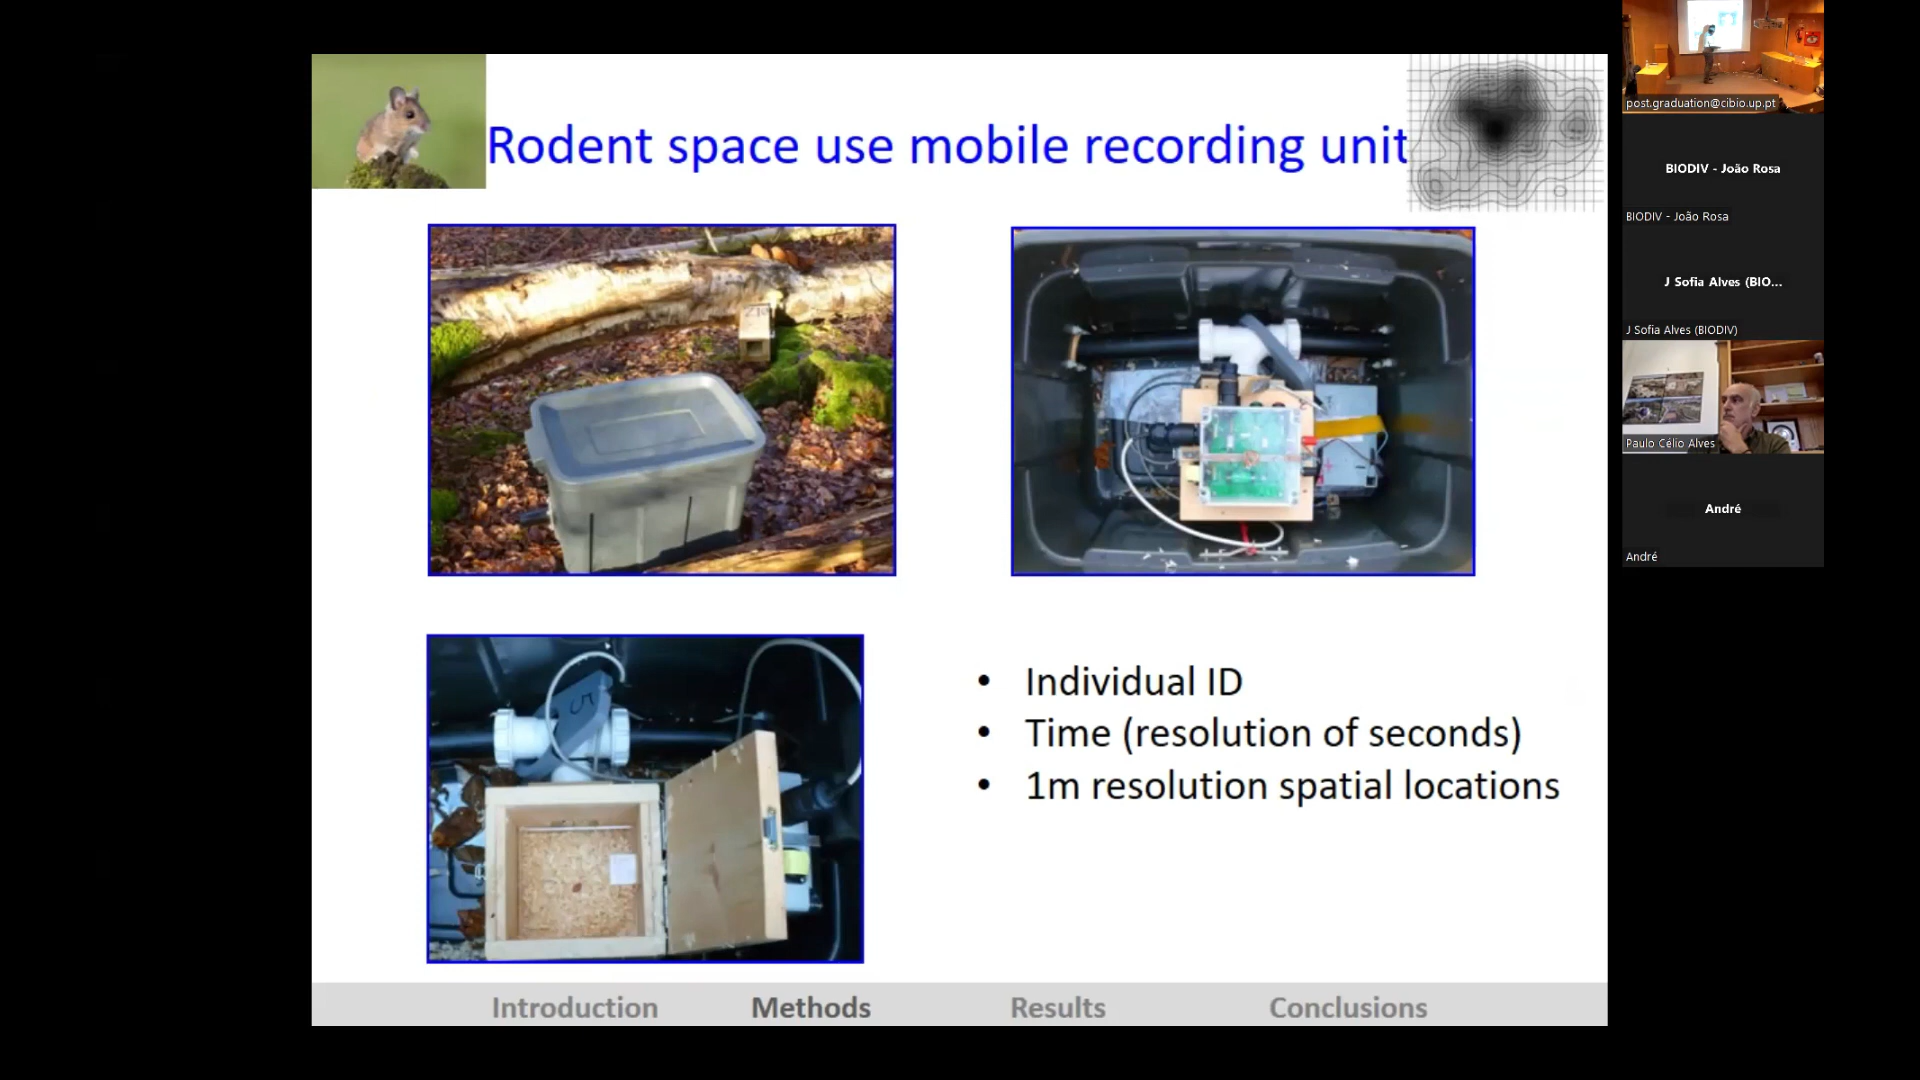 Rodent space use mobile recording unit
• Individual ID
• Time (resolution of seconds)
• 1m resolution spatial locations
Introduction Methods Results Conclusions
post.graduation@cibio.up.pt
BIODIV - João Rosa
BIODIV - João Rosa
J Sofia Alves (BIO...
J Sofia Alves (BIODIV)
Paulo Célio Alves
André
André
5